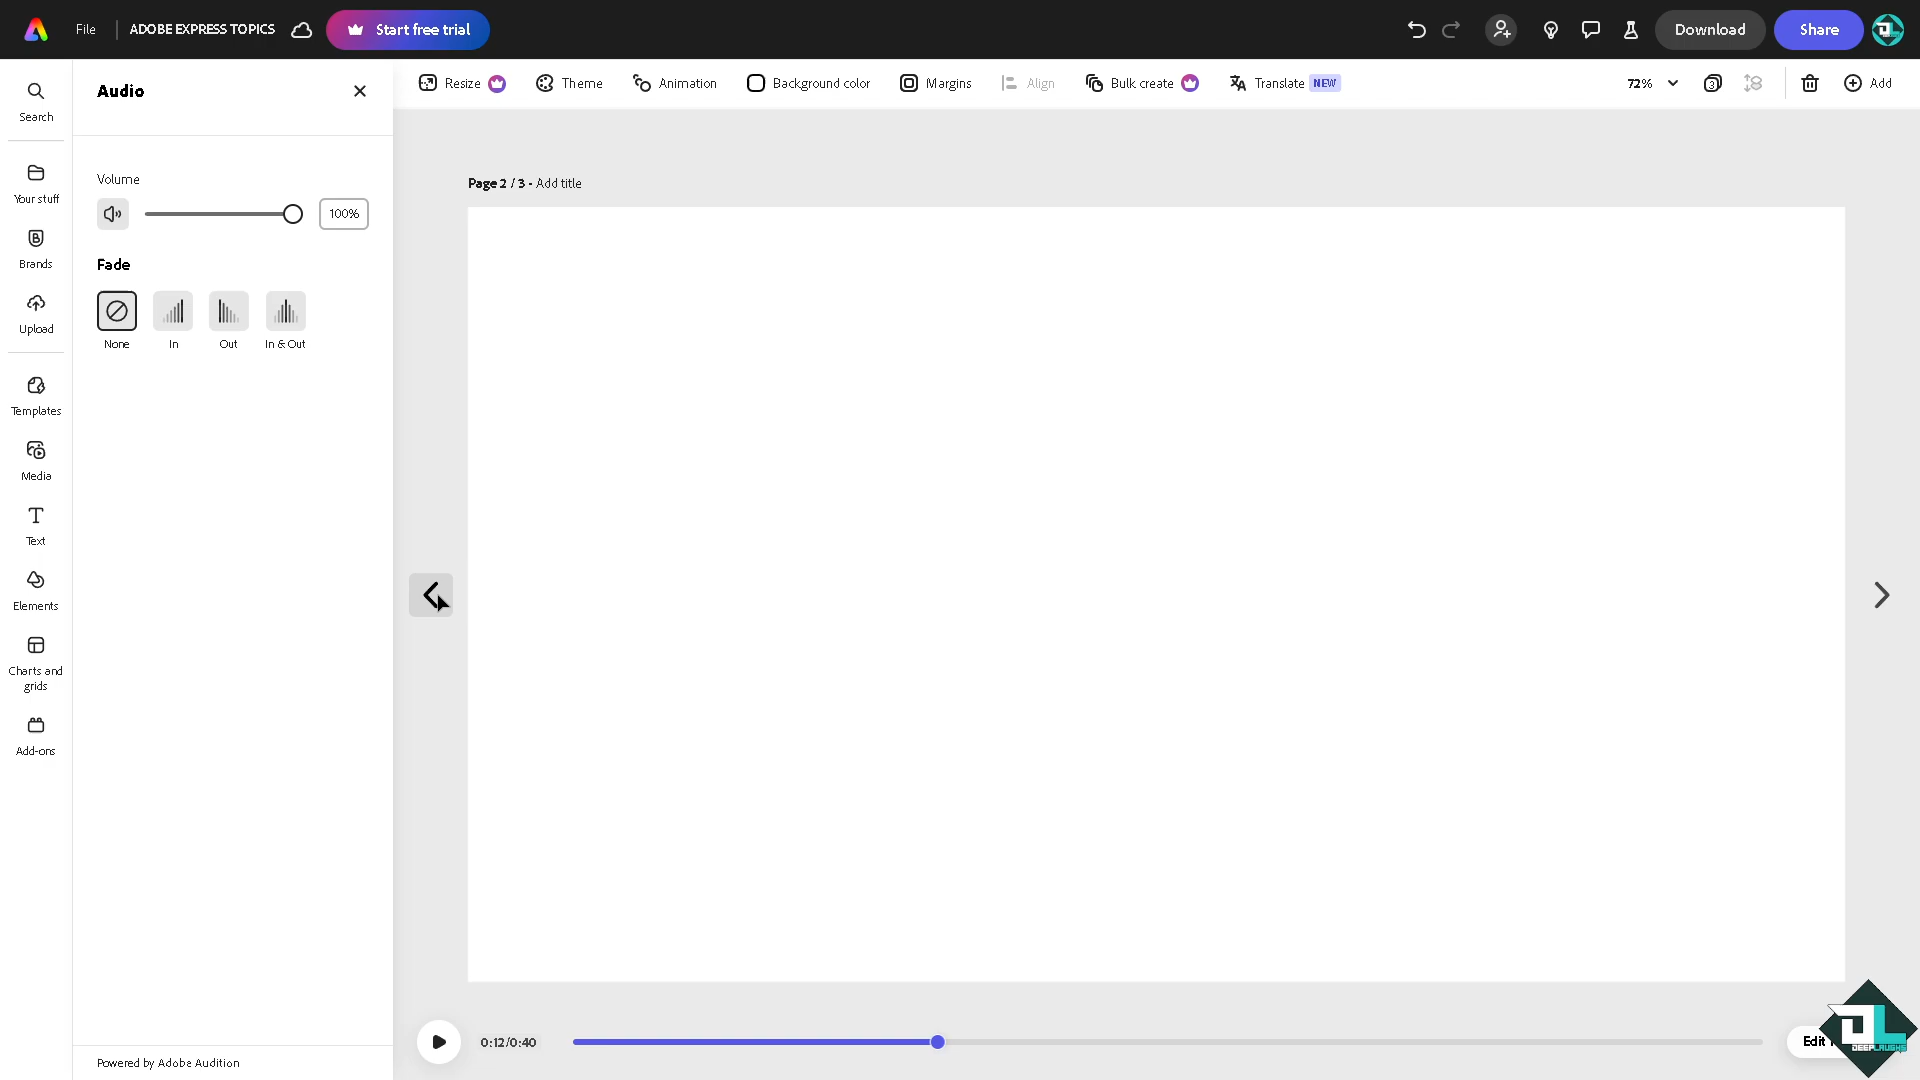 File
ADOBE EXPRESS TOPICS
Start free trial
Download
Share
Search
Your stuff
Brands
Upload
Templates
Media
Text
Elements
Charts and
grids
Add-ons
Audio
Volume
100%
Fade
None
In
Out
In & Out
Powered by Adobe Audition
Resize
Theme
Animation
Background color
Margins
Align
Bulk create
Translate NEW
72%
3
Add
Page 2 / 3 - Add title
0:12/0:40
Edit
JL
DEEPLAUGHS